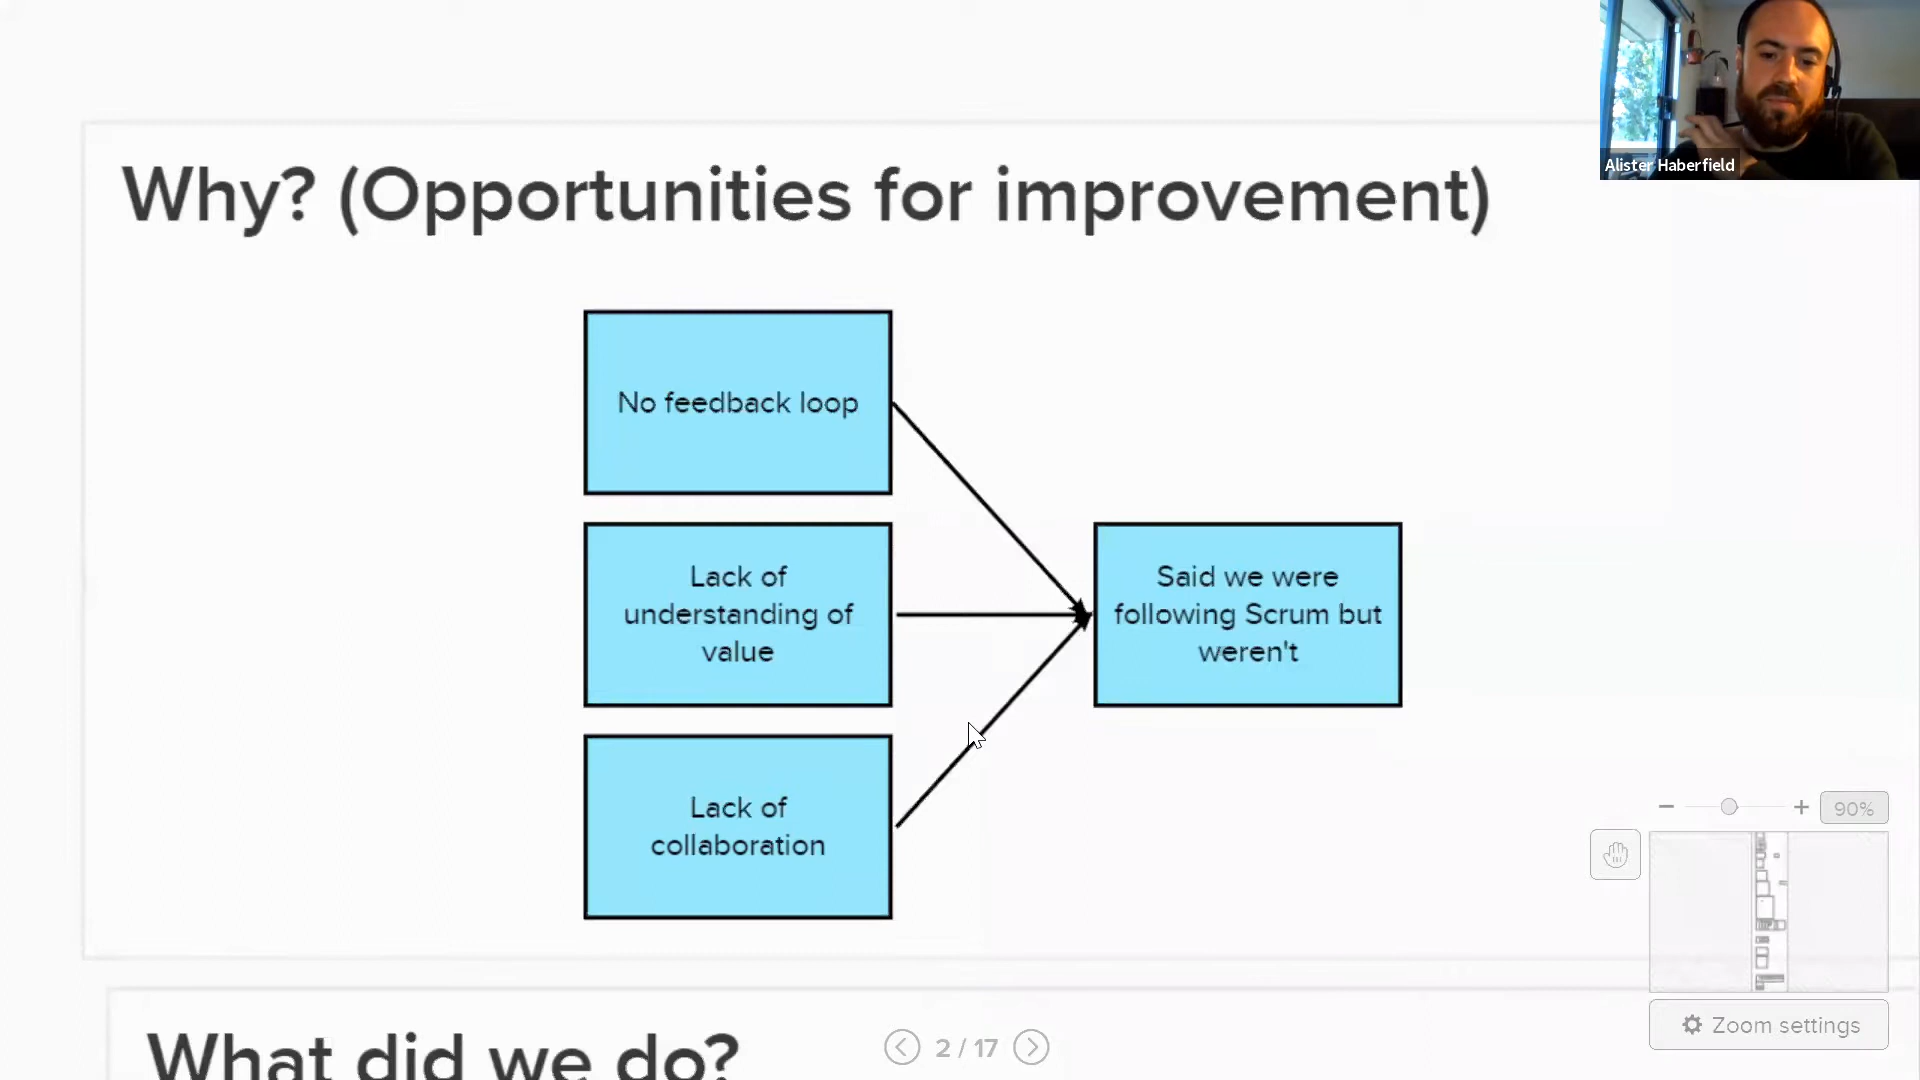 Alister Haberfield
Why? (Opportunities for improvement)
No feedback loop
Lack of
understanding of
value
Said we were
following Scrum but
weren't
Lack of
collaboration
90%
Zoom settings
What did we do?
2 / 17